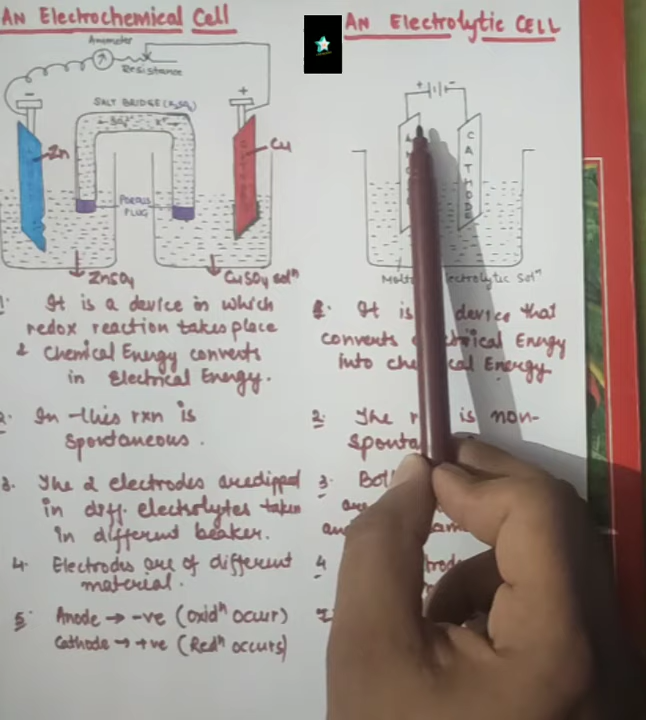 AN Electrochemical Cell
AN Electrolytic CELL
Ammeter
Resistance
- +
SALT BRIDGE (K₂SO₄)
SO₄²⁻ K⁺
Zn
Cu
POROUS
PLUG
ZnSO₄
CuSO₄ solⁿ
+ -
CATHODE
Electrolytic Solⁿ
1. It is a device in which
redox reaction takes place
& Chemical Energy converts
in Electrical Energy.
2. In this rxn is
spontaneous.
3. The 2 electrodes are dipped
in diff. electrolytes taken
in different beaker.
4. Electrodes are of different
material.
5. Anode → -ve (oxidⁿ occur)
Cathode → +ve (Redⁿ occurs)
It is device that
converts Energy
into Energy
2. The is non-
3.
4